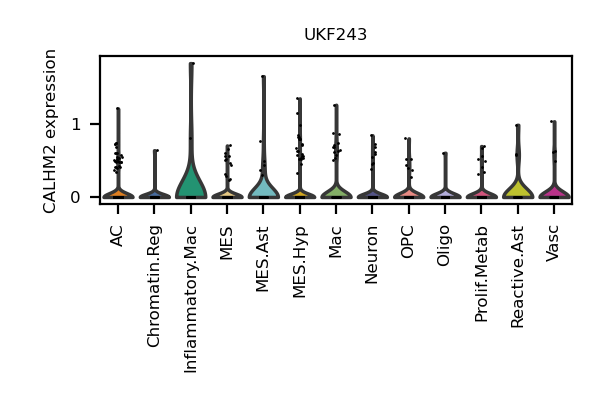 UKF243
CALHM2 expression
1
0
AC
Chromatin.Reg
Inflammatory.Mac
MES
MES.Ast
MES.Hyp
Mac
Neuron
OPC
Oligo
Prolif.Metab
Reactive.Ast
Vasc